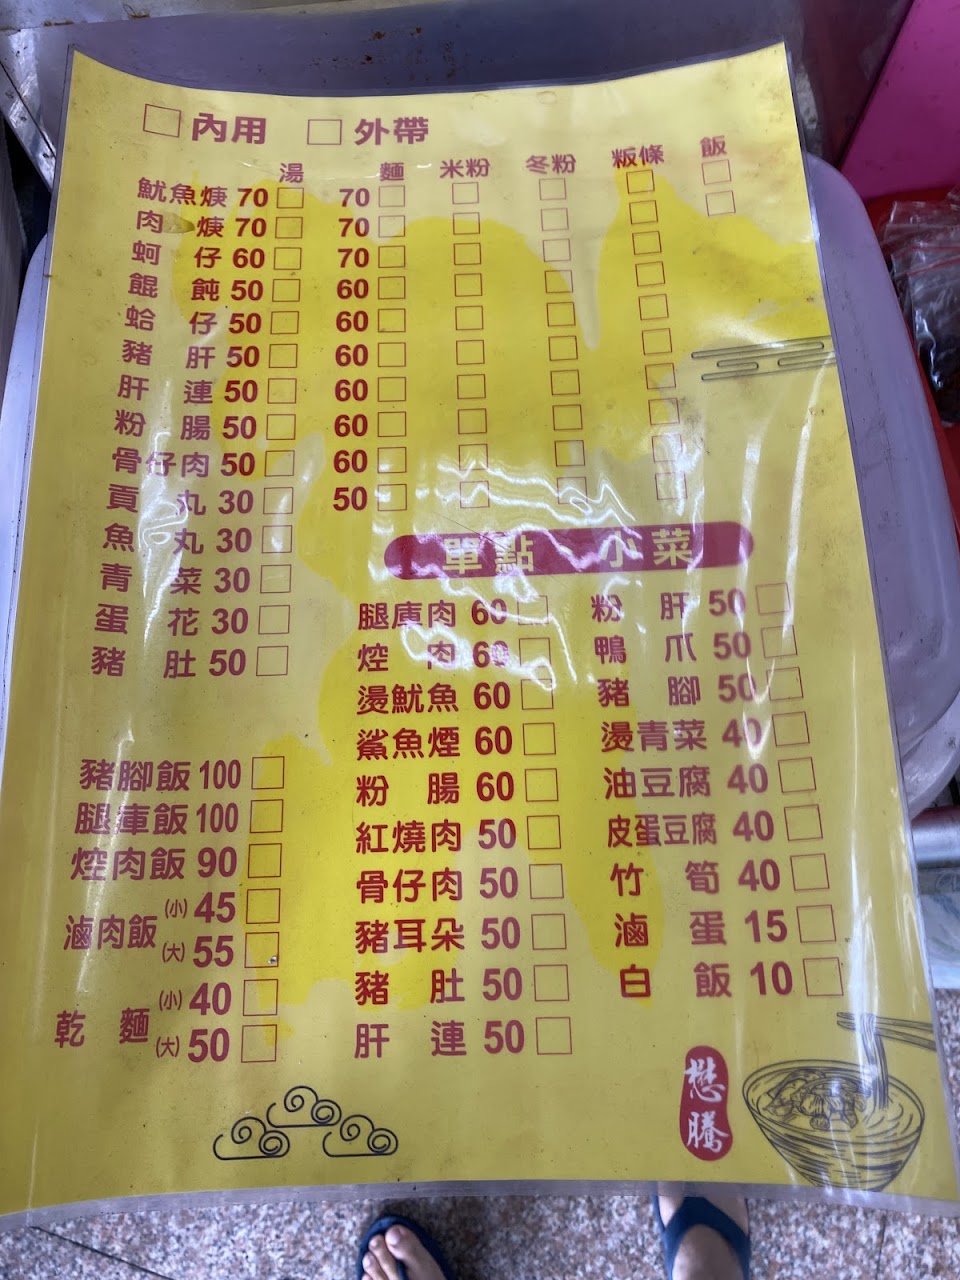 □ 內用 □ 外帶
湯 麵 米粉 冬粉 粄條 飯
魷魚焿 70 □ 70 □ □ □ □ □
肉焿 70 □ 70 □ □ □ □ □
蚵仔 60 □ 70 □ □ □ □
餛飩 50 □ 60 □ □ □ □
蛤仔 50 □ 60 □ □ □ □
豬肝 50 □ 60 □ □ □ □
肝連 50 □ 60 □ □ □ □
粉腸 50 □ 60 □ □ □ □
骨仔肉 50 □ 60 □ □ □ □
貢丸 30 □ 50 □ □ □ □
魚丸 30 □
青菜 30 □
蛋花 30 □
豬肚 50 □
豬腳飯 100 □
腿庫飯 100 □
焢肉飯 90 □
滷肉飯 (小) 45 □
(大) 55 □
乾麵 (小) 40 □
(大) 50 □
單點 小菜
腿庫肉 60 □
焢肉 60 □
燙魷魚 60 □
鯊魚煙 60 □
粉腸 60 □
紅燒肉 50 □
骨仔肉 50 □
豬耳朵 50 □
豬肚 50 □
肝連 50 □
粉肝 50 □
鴨爪 50 □
豬腳 50 □
燙青菜 40 □
油豆腐 40 □
皮蛋豆腐 40 □
竹筍 40 □
滷蛋 15 □
白飯 10 □
懋騰